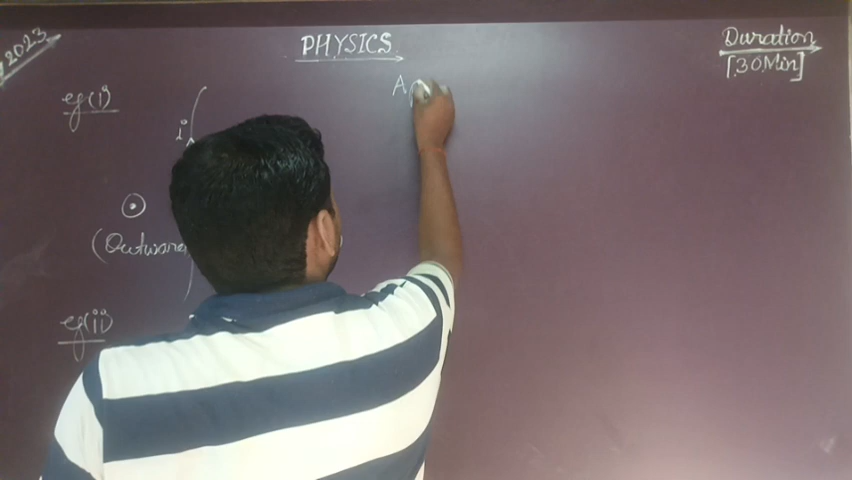 2023
PHYSICS
Duration
[30 Min]
eg(i)
i
A
(Outward
eg(ii)